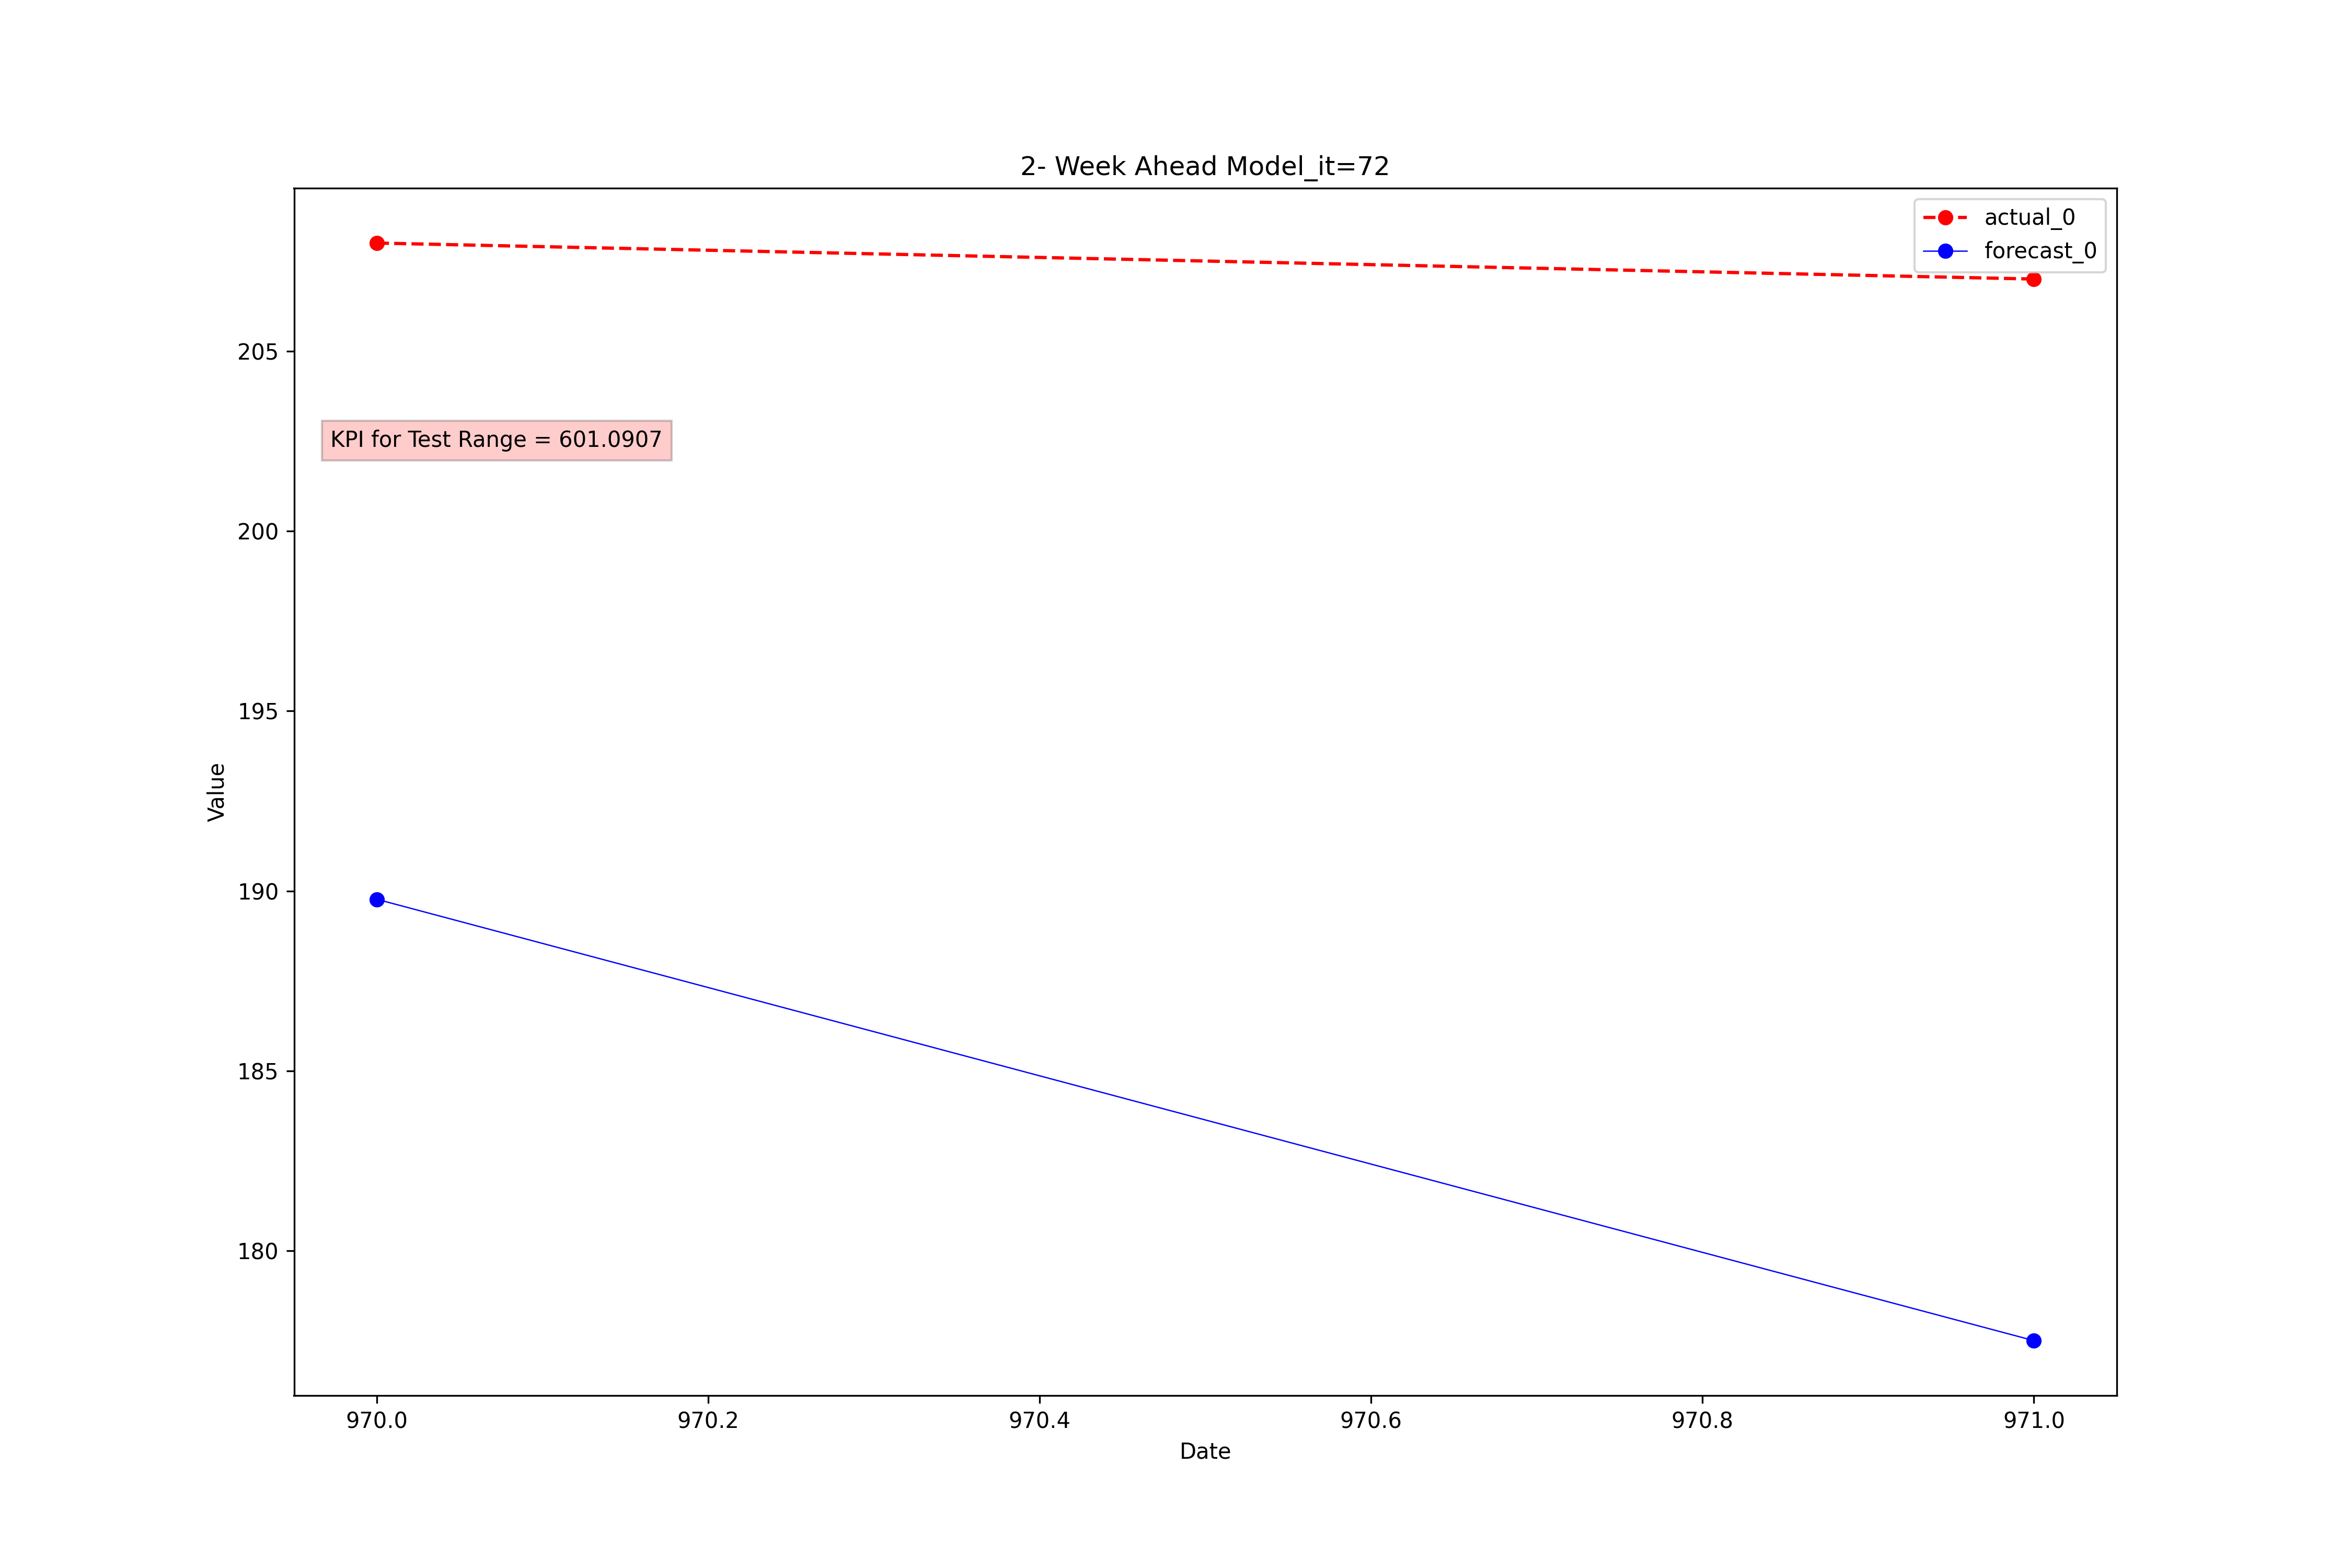 2- Week Ahead Model_it=72
actual_0
forecast_0
205
KPI for Test Range = 601.0907
200
195
Value
190
185
180
970.0 970.2 970.4 970.6 970.8 971.0
Date